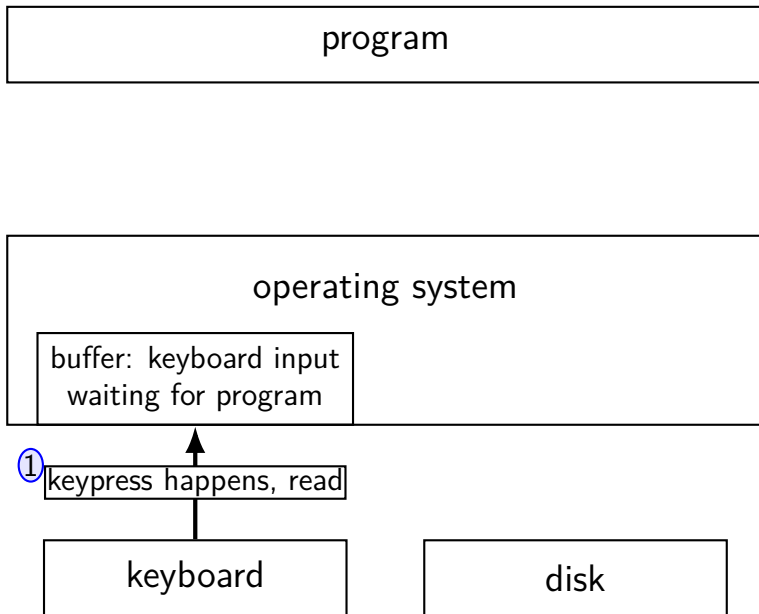 program
operating system
buffer: keyboard input
waiting for program
1
keypress happens, read
keyboard
disk